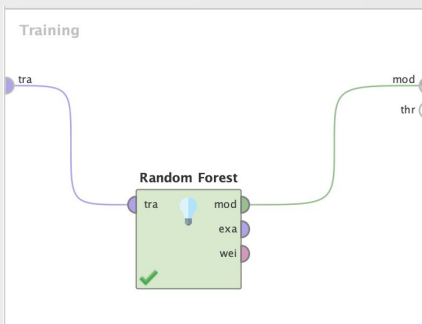 Training
tra
mod
thr
Random Forest
tra
mod
exa
wei